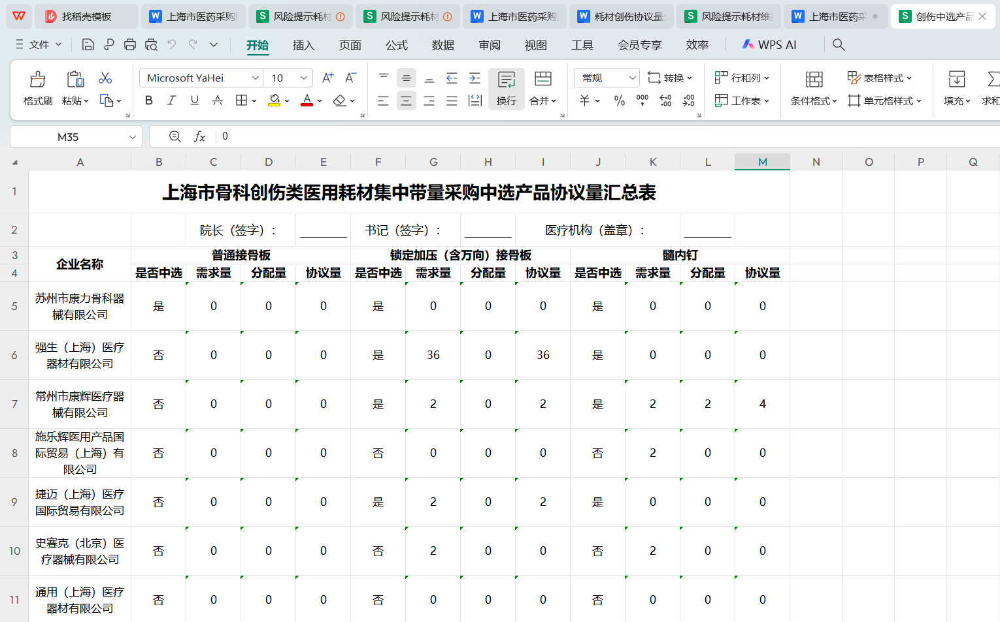 找稻壳模板 上海市医药采购 风险提示耗材 风险提示耗材 上海市医药采购 耗材创伤协议量 风险提示耗材维 上海市医药采 创伤中选产品
文件 开始 插入 页面 公式 数据 审阅 视图 工具 会员专享 效率 WPS AI
Microsoft YaHei 10 常规 转换 行和列 表格样式
格式刷 粘贴 换行 合并 工作表 条件格式 单元格样式 填充 求和
M35 0
A B C D E F G H I J K L M N O P Q
1 上海市骨科创伤类医用耗材集中带量采购中选产品协议量汇总表
2 院长（签字）： ________ 书记（签字）： ________ 医疗机构（盖章）： ________
3 企业名称 普通接骨板 锁定加压（含万向）接骨板 髓内钉
4 是否中选 需求量 分配量 协议量 是否中选 需求量 分配量 协议量 是否中选 需求量 分配量 协议量
苏州市康力骨科器
5 械有限公司 是 0 0 0 是 0 0 0 是 0 0 0
强生（上海）医疗
6 器材有限公司 否 0 0 0 是 36 0 36 是 0 0 0
常州市康辉医疗器
7 械有限公司 否 0 0 0 是 2 0 2 是 2 2 4
施乐辉医用产品国
8 际贸易（上海）有 否 0 0 0 否 0 0 0 否 2 0 0
限公司
捷迈（上海）医疗
9 国际贸易有限公司 否 0 0 0 是 2 0 2 是 0 0 0
史赛克（北京）医
10 疗器械有限公司 否 0 0 0 否 2 0 0 否 2 0 0
通用（上海）医疗
11 器材有限公司 否 0 0 0 否 0 0 0 否 0 0 0